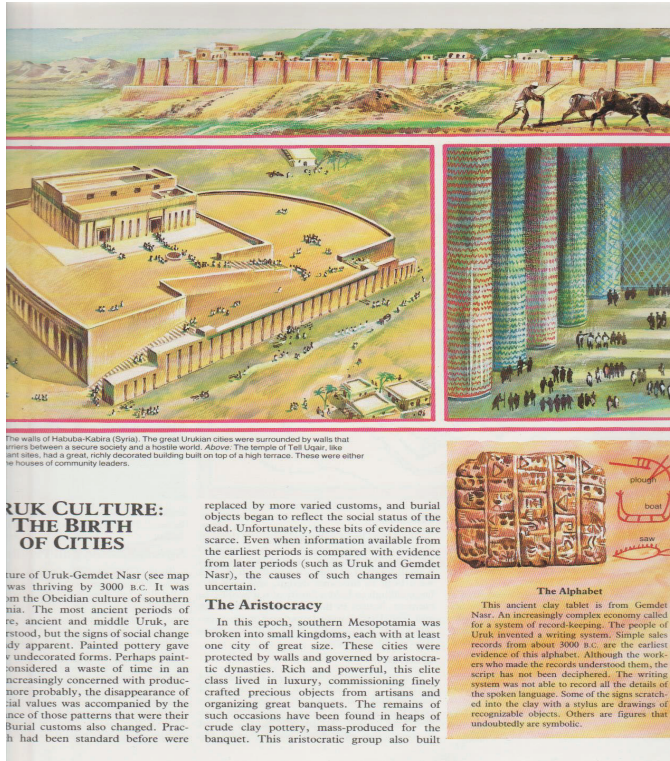 The walls of Habuba-Kabira (Syria). The great Urukian cities were surrounded by walls that
between a secure society and a hostile world. Above: The temple of Tell Uqair, like
sites, had a great, richly decorated building built on top of a high terrace. These were either
houses of community leaders.
RUK CULTURE:
THE BIRTH
OF CITIES
ture of Uruk-Gemdet Nasr (see map
was thriving by 3000 B.C. It was
om the Obeidian culture of southern
nia. The most ancient periods of
re, ancient and middle Uruk, are
rstood, but the signs of social change
dy apparent. Painted pottery gave
undecorated forms. Perhaps paint-
considered a waste of time in an
increasingly concerned with produc-
more probably, the disappearance of
ial values was accompanied by the
nce of those patterns that were their
Burial customs also changed. Prac-
h had been standard before were
replaced by more varied customs, and burial
objects began to reflect the social status of the
dead. Unfortunately, these bits of evidence are
scarce. Even when information available from
the earliest periods is compared with evidence
from later periods (such as Uruk and Gemdet
Nasr), the causes of such changes remain
uncertain.
The Aristocracy
In this epoch, southern Mesopotamia was
broken into small kingdoms, each with at least
one city of great size. These cities were
protected by walls and governed by aristocra-
tic dynasties. Rich and powerful, this elite
class lived in luxury, commissioning finely
crafted precious objects from artisans and
organizing great banquets. The remains of
such occasions have been found in heaps of
crude clay pottery, mass-produced for the
banquet. This aristocratic group also built
plough
boat
saw
The Alphabet
This ancient clay tablet is from Gemdet
Nasr. An increasingly complex economy called
for a system of record-keeping. The people of
Uruk invented a writing system. Simple sales
records from about 3000 B.C. are the earliest
evidence of this alphabet. Although the work-
ers who made the records understood them, the
script has not been deciphered. The writing
system was not able to record all the details of
the spoken language. Some of the signs scratch-
ed into the clay with a stylus are drawings of
recognizable objects. Others are figures that
undoubtedly are symbolic.